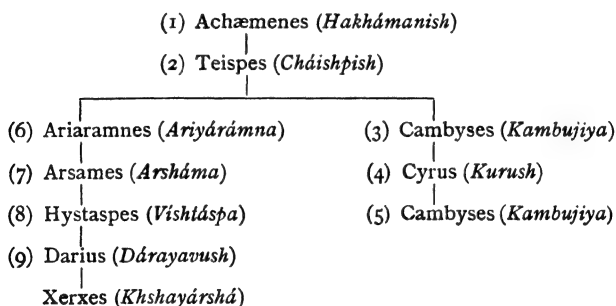 (1) Achæmenes (Hakhámanish)
(2) Teispes (Cháishpish)
(6) Ariaramnes (Ariyárámna) (3) Cambyses (Kambujiya)
(7) Arsames (Arsháma) (4) Cyrus (Kurush)
(8) Hystaspes (Víshtáspa) (5) Cambyses (Kambujiya)
(9) Darius (Dárayavush)
Xerxes (Khshayárshá)